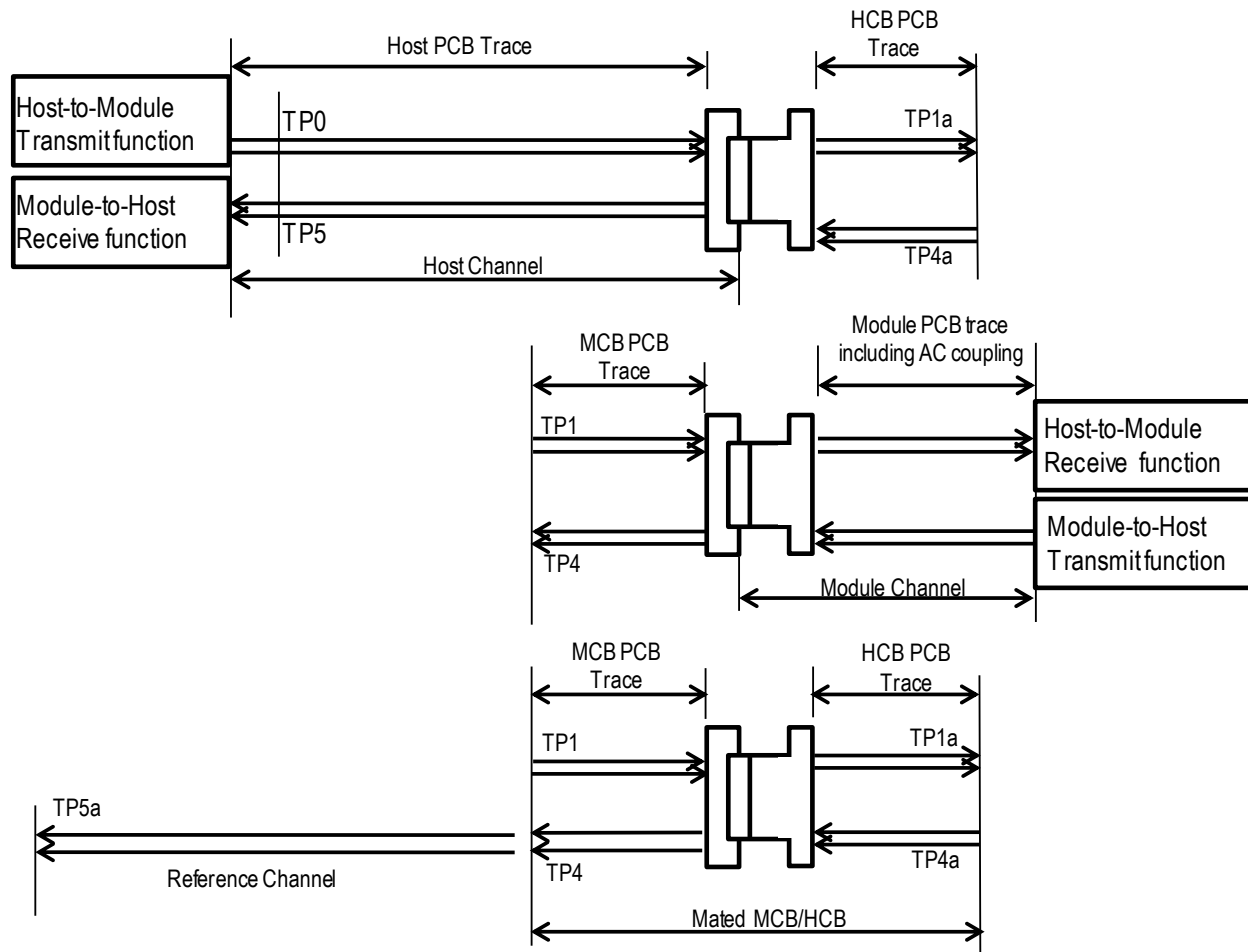 HCB PCB
Trace
Host PCB Trace
Host-to-Module
Transmit function
TP0
TP1a
Module-to-Host
Receive function
TP5
TP4a
Host Channel
Module PCB trace
including AC coupling
MCB PCB
Trace
TP1
Host-to-Module
Receive function
TP4
Module-to-Host
Transmit function
Module Channel
MCB PCB
Trace
HCB PCB
Trace
TP1
TP1a
TP5a
TP4
TP4a
Reference Channel
Mated MCB/HCB